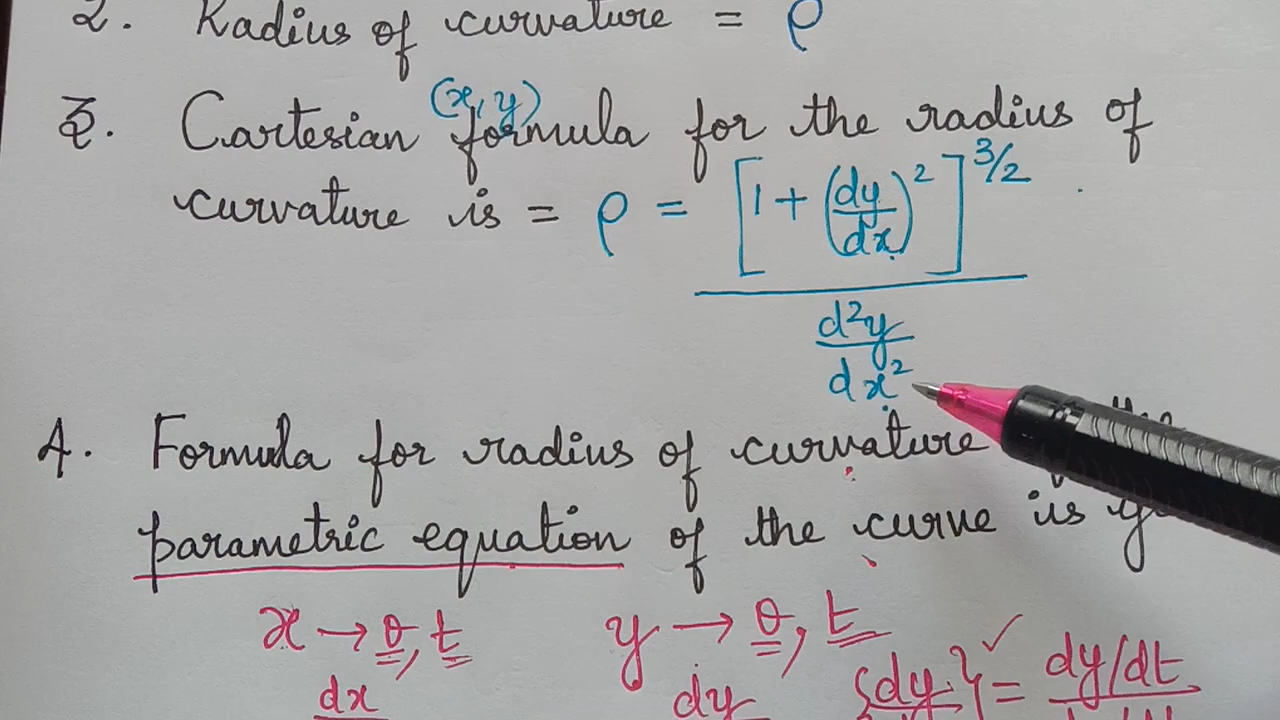 2. Radius of curvature = ρ
3. Cartesian (x, y) formula for the radius of
curvature is = ρ = [1 + (dy/dx)²]^3/2 / d²y/dx²
4. Formula for radius of curvature
parametric equation of the curve is
x → θ, t y → θ, t {dy = dy/dt
dx dy